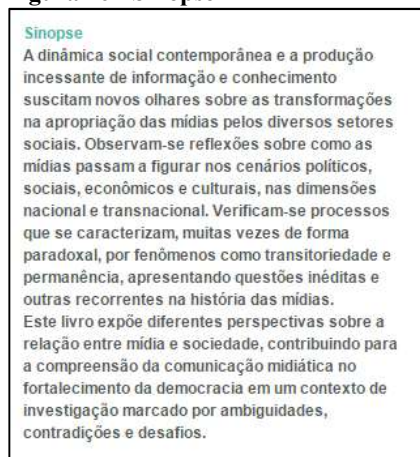 Sinopse
A dinâmica social contemporânea e a produção
incessante de informação e conhecimento
suscitam novos olhares sobre as transformações
na apropriação das mídias pelos diversos setores
sociais. Observam-se reflexões sobre como as
mídias passam a figurar nos cenários políticos,
sociais, econômicos e culturais, nas dimensões
nacional e transnacional. Verificam-se processos
que se caracterizam, muitas vezes de forma
paradoxal, por fenômenos como transitoriedade e
permanência, apresentando questões inéditas e
outras recorrentes na história das mídias.
Este livro expõe diferentes perspectivas sobre a
relação entre mídia e sociedade, contribuindo para
a compreensão da comunicação midiática no
fortalecimento da democracia em um contexto de
investigação marcado por ambiguidades,
contradições e desafios.